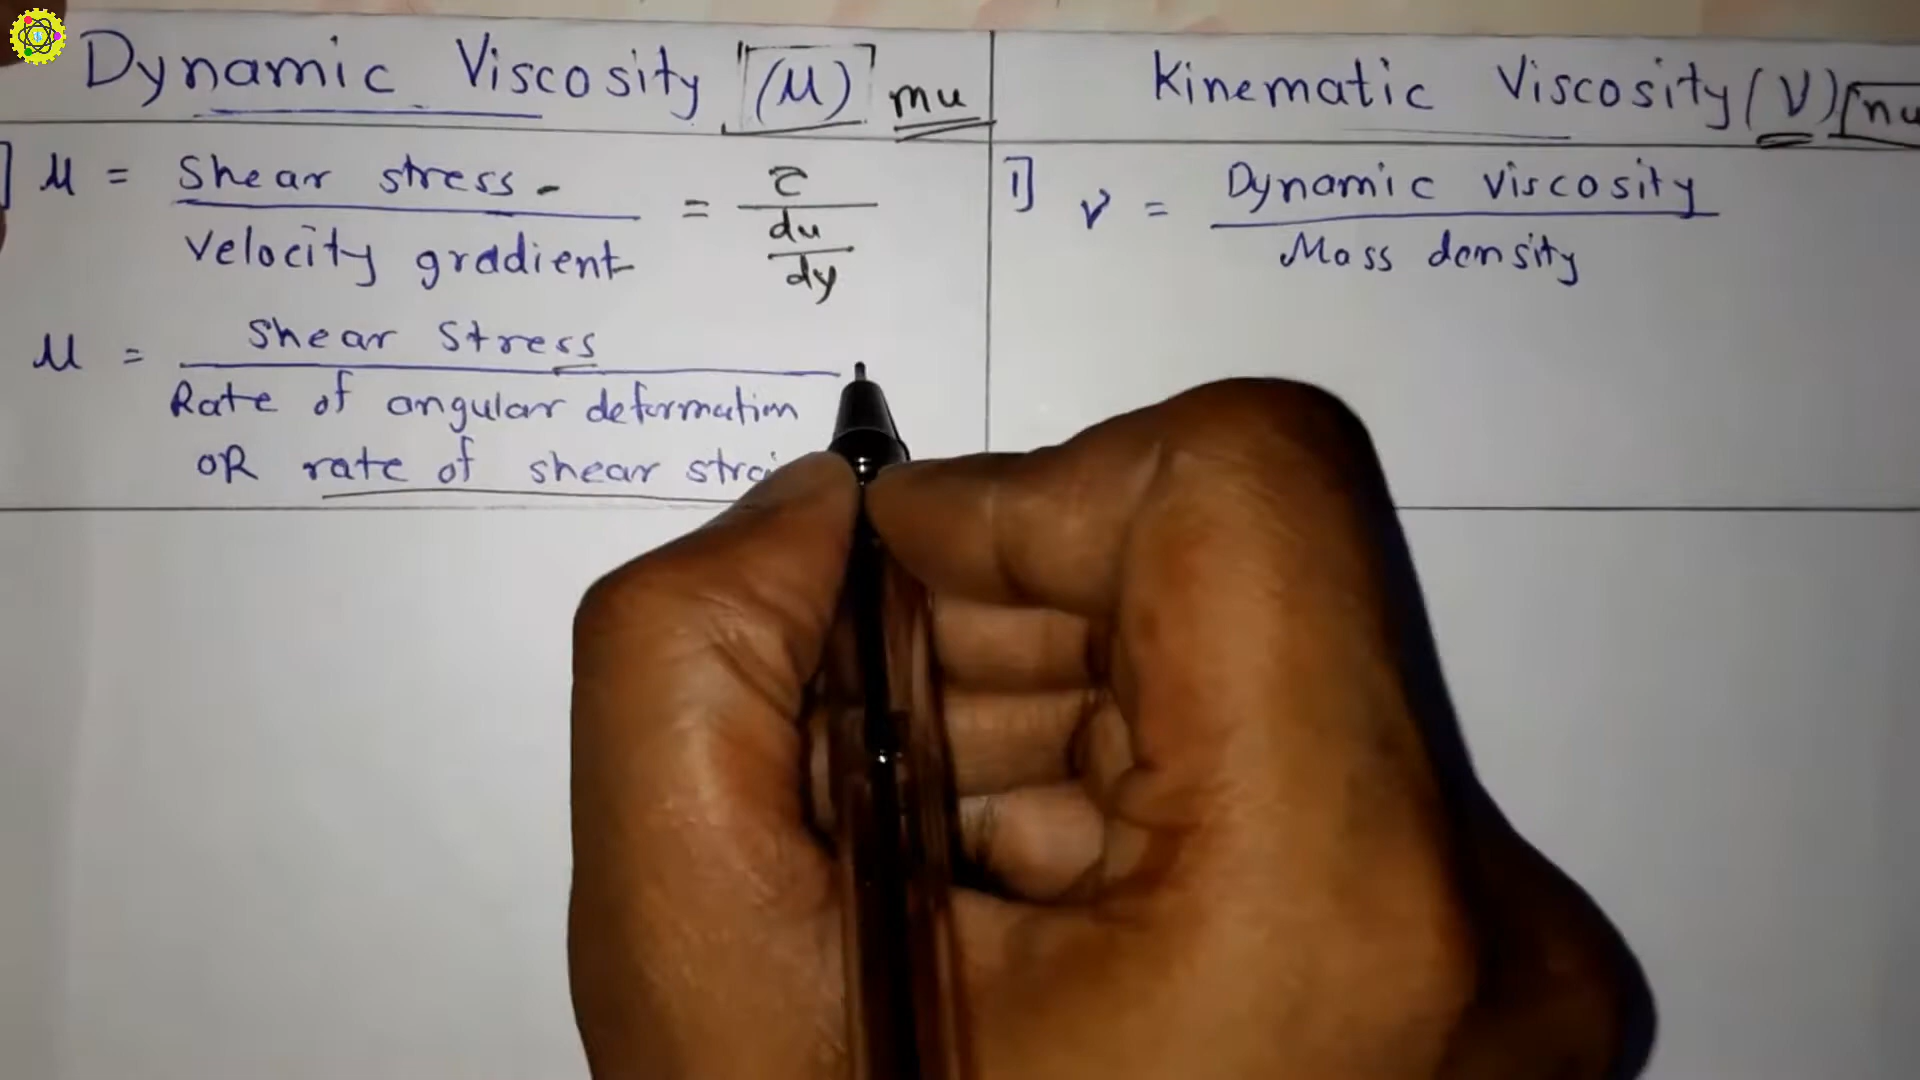 Dynamic Viscosity (μ) mu
] μ = Shear stress = τ
Velocity gradient du
dy
μ = Shear Stress
Rate of angular deformation
OR rate of shear
Kinematic Viscosity (ν) nu
1] ν = Dynamic viscosity
Mass density